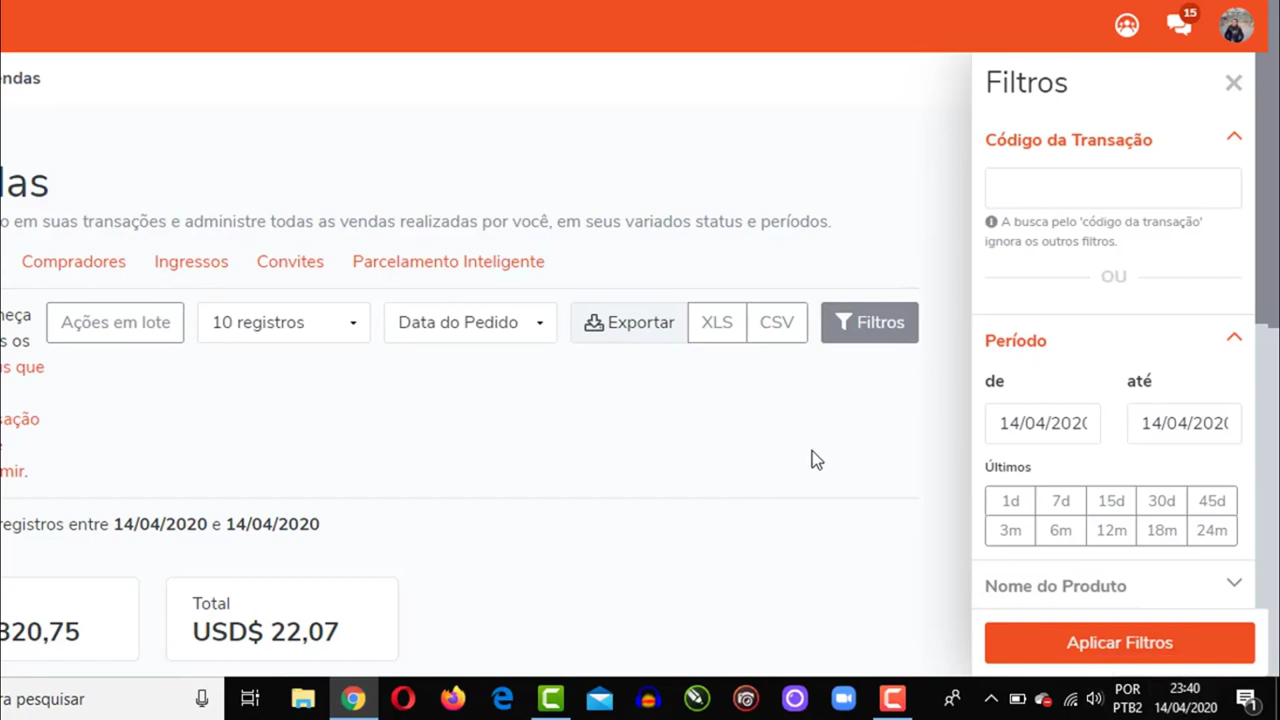 15
endas
Filtros
Código da Transação
las
o em suas transações e administre todas as vendas realizadas por você, em seus variados status e períodos.
A busca pelo 'código da transação'
ignora os outros filtros.
Compradores Ingressos Convites Parcelamento Inteligente
OU
neça
s os
s que
Ações em lote 10 registros Data do Pedido Exportar XLS CSV Filtros
Período
de até
14/04/2020 14/04/2020
sação
e
mir.
Últimos
1d 7d 15d 30d 45d
3m 6m 12m 18m 24m
registros entre 14/04/2020 e 14/04/2020
Nome do Produto
Total
320,75
USD$ 22,07
Aplicar Filtros
ra pesquisar
POR
PTB2
23:40
14/04/2020
1